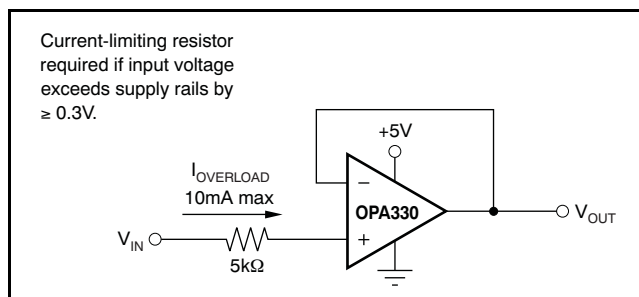 Current-limiting resistor
required if input voltage
exceeds supply rails by
≥ 0.3V.
+5V
I_OVERLOAD
10mA max
−
OPA330
V_OUT
V_IN
+
5kΩ